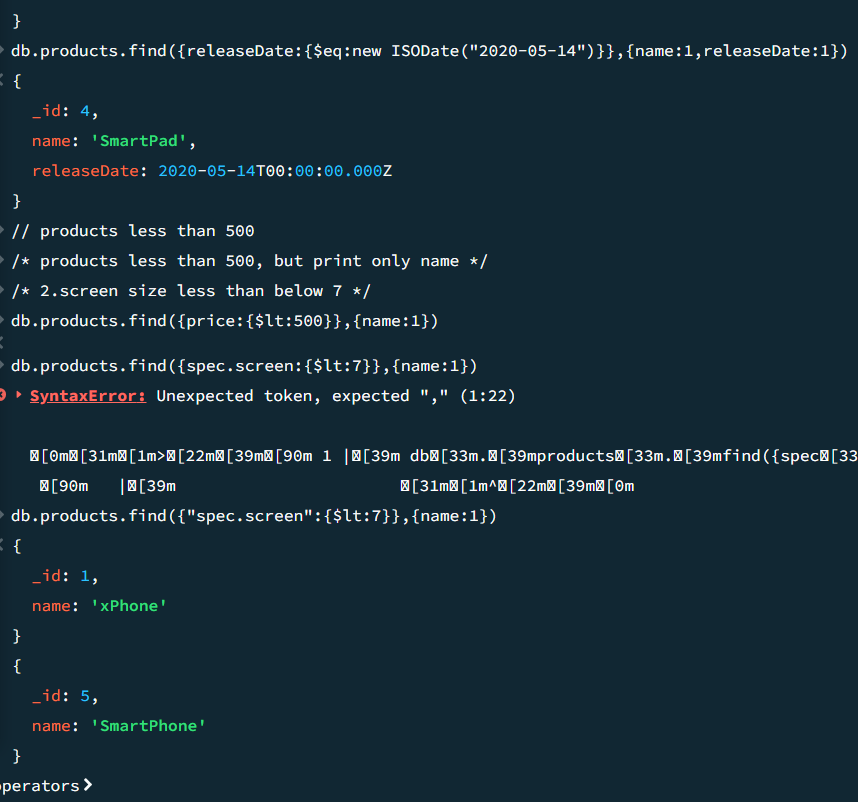 }
db.products.find({releaseDate:{$eq:new ISODate("2020-05-14")}},{name:1,releaseDate:1})
{
_id: 4,
name: 'SmartPad',
releaseDate: 2020-05-14T00:00:00.000Z
}
// products less than 500
/* products less than 500, but print only name */
/* 2.screen size less than below 7 */
db.products.find({price:{$lt:500}},{name:1})
db.products.find({spec.screen:{$lt:7}},{name:1})
SyntaxError: Unexpected token, expected "," (1:22)
[0m[31m[1m>[22m[39m[90m 1 |[39m db[33m.[39mproducts[33m.[39mfind({spec[33
[90m   |[39m                        [31m[1m^[22m[39m[0m
db.products.find({"spec.screen":{$lt:7}},{name:1})
{
_id: 1,
name: 'xPhone'
}
{
_id: 5,
name: 'SmartPhone'
}
perators>